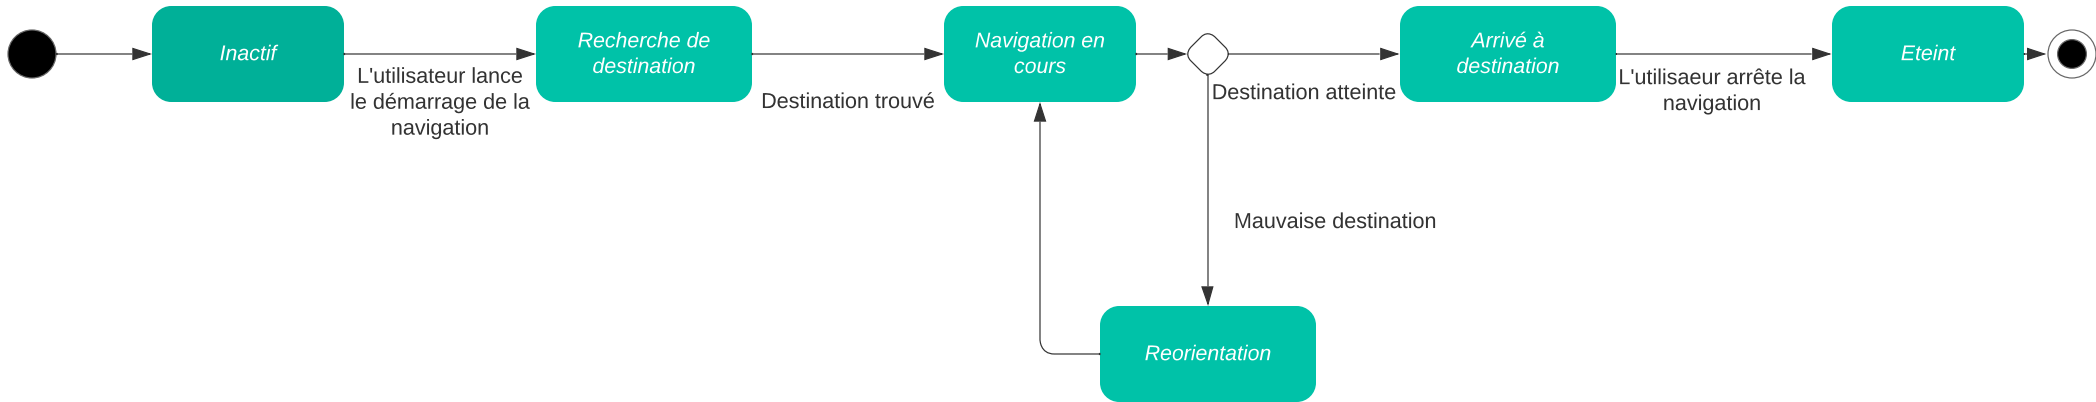 Inactif
L'utilisateur lance
le démarrage de la
navigation
Recherche de
destination
Destination trouvé
Navigation en
cours
Destination atteinte
Arrivé à
destination
L'utilisaeur arrête la
navigation
Eteint
Mauvaise destination
Reorientation